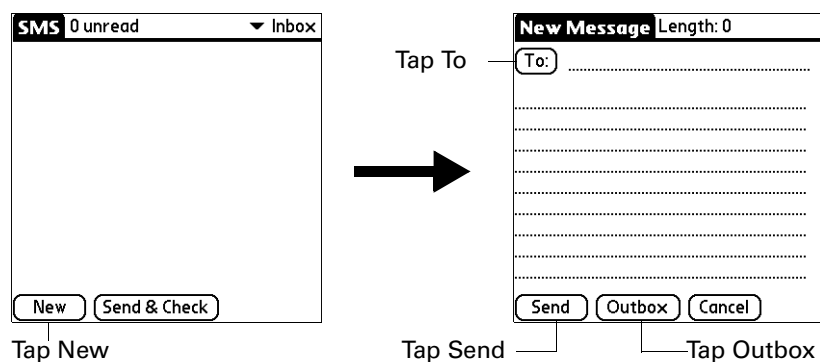 SMS 0 unread Inbox
New Send & Check
Tap New
New Message Length: 0
Tap To
To:
Send Outbox Cancel
Tap Send Tap Outbox